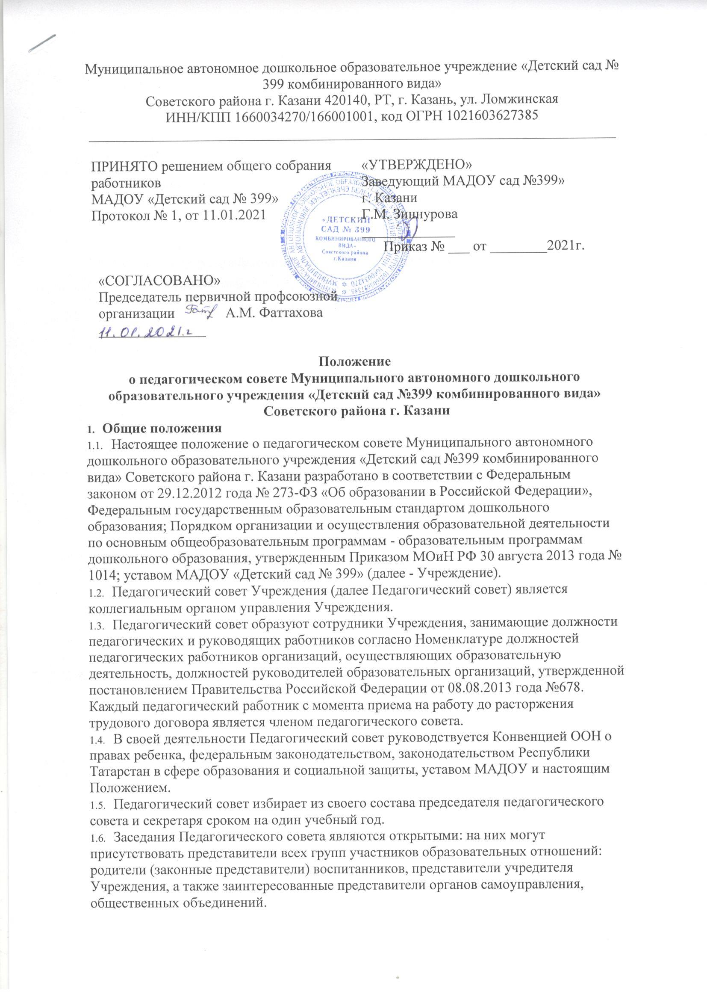 Муниципальное автономное дошкольное образовательное учреждение «Детский сад №
399 комбинированного вида»
Советского района г. Казани 420140, РТ, г. Казань, ул. Ломжинская
ИНН/КПП 1660034270/166001001, код ОГРН 1021603627385
ПРИНЯТО решением общего собрания
работников
МАДОУ «Детский сад № 399»
Протокол № 1, от 11.01.2021
«УТВЕРЖДЕНО»
Заведующий МАДОУ сад №399»
г. Казани
Г.М. Зиннурова
Приказ № ___ от ________2021г.
«ДЕТСКИЙ
САД № 399
КОМБИНИРОВАННОГО
ВИДА»
Советского района
г.Казани
«СОГЛАСОВАНО»
Председатель первичной профсоюзной
организации А.М. Фаттахова
11.01.2021.г
Положение
о педагогическом совете Муниципального автономного дошкольного
образовательного учреждения «Детский сад №399 комбинированного вида»
Советского района г. Казани
1. Общие положения
1.1. Настоящее положение о педагогическом совете Муниципального автономного
дошкольного образовательного учреждения «Детский сад №399 комбинированного
вида» Советского района г. Казани разработано в соответствии с Федеральным
законом от 29.12.2012 года № 273-ФЗ «Об образовании в Российской Федерации»,
Федеральным государственным образовательным стандартом дошкольного
образования; Порядком организации и осуществления образовательной деятельности
по основным общеобразовательным программам - образовательным программам
дошкольного образования, утвержденным Приказом МОиН РФ 30 августа 2013 года №
1014; уставом МАДОУ «Детский сад № 399» (далее - Учреждение).
1.2. Педагогический совет Учреждения (далее Педагогический совет) является
коллегиальным органом управления Учреждения.
1.3. Педагогический совет образуют сотрудники Учреждения, занимающие должности
педагогических и руководящих работников согласно Номенклатуре должностей
педагогических работников организаций, осуществляющих образовательную
деятельность, должностей руководителей образовательных организаций, утвержденной
постановлением Правительства Российской Федерации от 08.08.2013 года №678.
Каждый педагогический работник с момента приема на работу до расторжения
трудового договора является членом педагогического совета.
1.4. В своей деятельности Педагогический совет руководствуется Конвенцией ООН о
правах ребенка, федеральным законодательством, законодательством Республики
Татарстан в сфере образования и социальной защиты, уставом МАДОУ и настоящим
Положением.
1.5. Педагогический совет избирает из своего состава председателя педагогического
совета и секретаря сроком на один учебный год.
1.6. Заседания Педагогического совета являются открытыми: на них могут
присутствовать представители всех групп участников образовательных отношений:
родители (законные представители) воспитанников, представители учредителя
Учреждения, а также заинтересованные представители органов самоуправления,
общественных объединений.